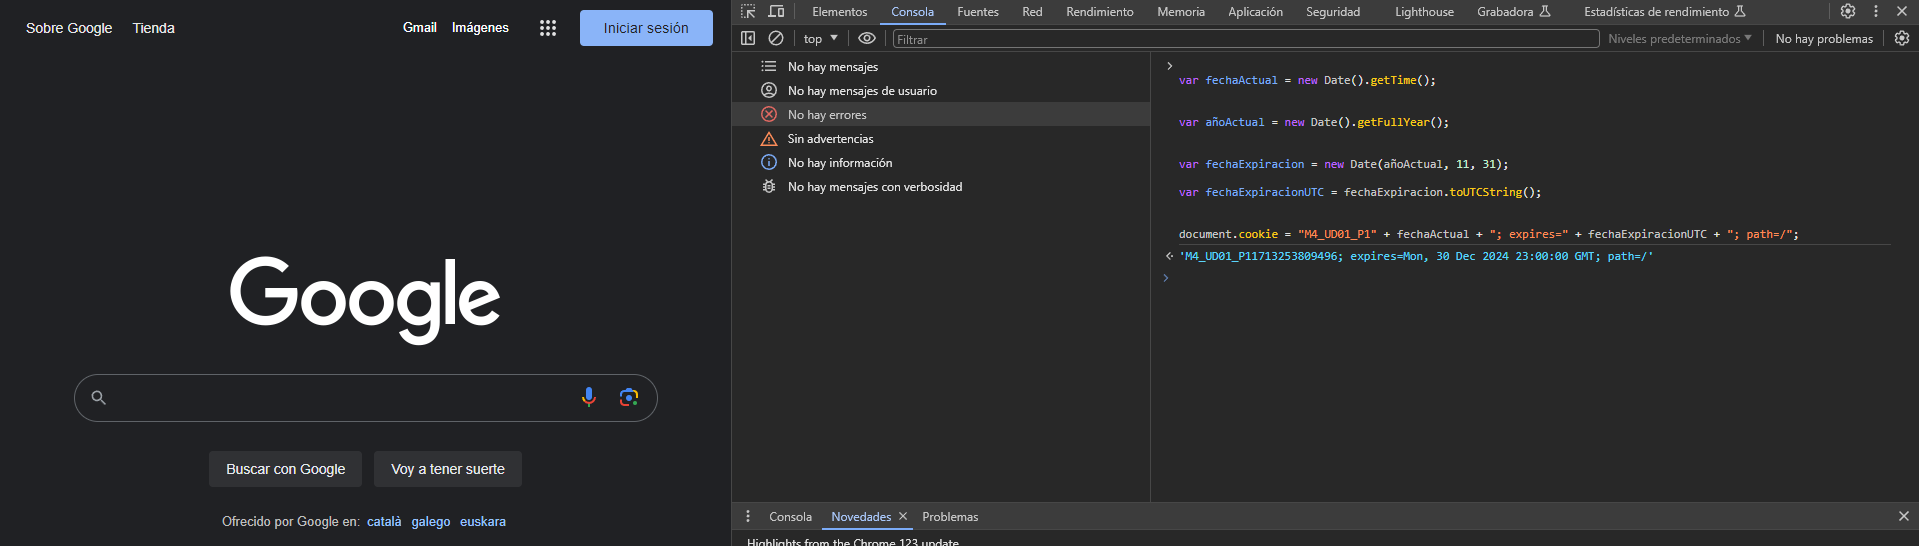 Sobre Google Tienda Gmail Imágenes Iniciar sesión
Google
Buscar con Google Voy a tener suerte
Ofrecido por Google en: català galego euskara
Elementos Consola Fuentes Red Rendimiento Memoria Aplicación Seguridad Lighthouse Grabadora Estadísticas de rendimiento
top Filtrar Niveles predeterminados No hay problemas
No hay mensajes
No hay mensajes de usuario
No hay errores
Sin advertencias
No hay información
No hay mensajes con verbosidad
var fechaActual = new Date().getTime();
var añoActual = new Date().getFullYear();
var fechaExpiracion = new Date(añoActual, 11, 31);
var fechaExpiracionUTC = fechaExpiracion.toUTCString();
document.cookie = "M4_UD01_P1" + fechaActual + "; expires=" + fechaExpiracionUTC + "; path=/";
'M4_UD01_P11713253809496; expires=Mon, 30 Dec 2024 23:00:00 GMT; path=/'
Consola Novedades Problemas
Highlights from the Chrome 123 update